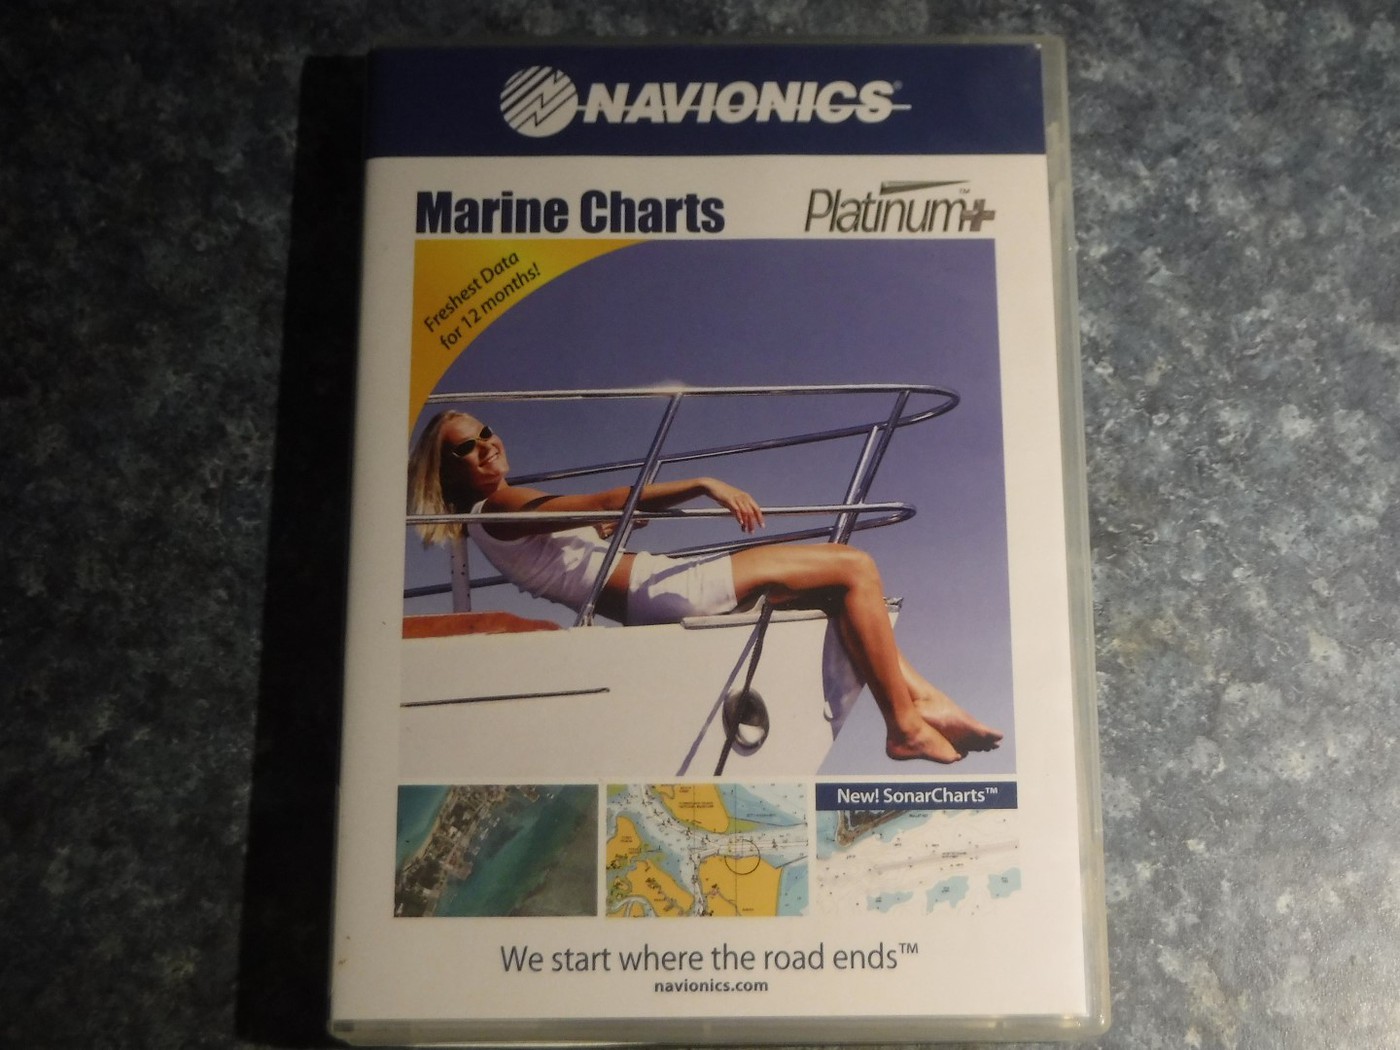 NAVIONICS®
Marine Charts
Platinum+™
Freshest Data
for 12 months!
New! SonarCharts™
We start where the road ends™
navionics.com